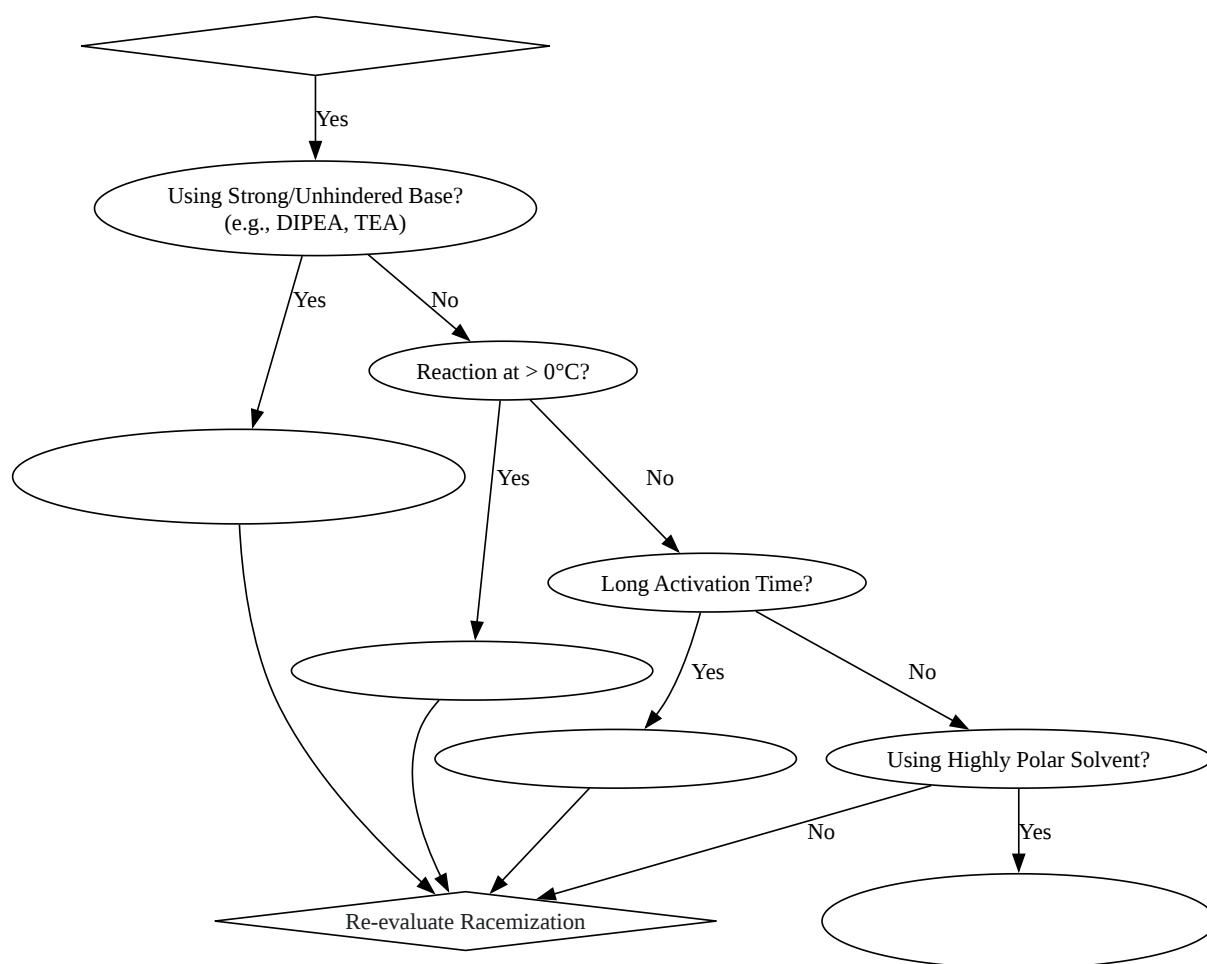 Yes
Using Strong/Unhindered Base?
(e.g., DIPEA, TEA)
Yes
No
Reaction at > 0°C?
Yes
No
Long Activation Time?
Yes
No
Using Highly Polar Solvent?
No
Yes
Re-evaluate Racemization